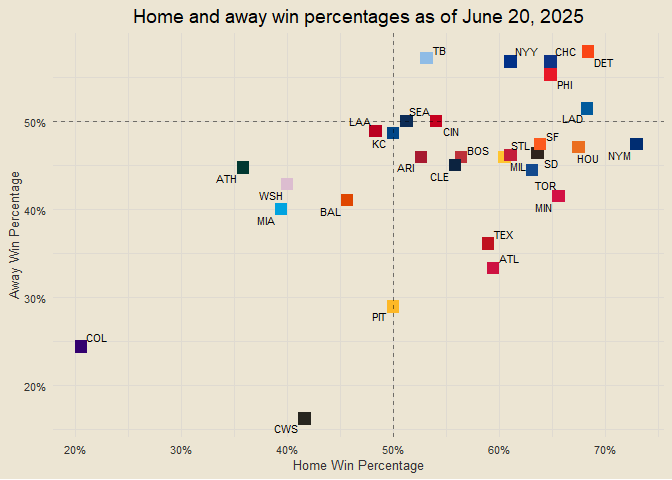 Home and away win percentages as of June 20, 2025
TB
NYY
CHC
DET
PHI
LAD
SEA
LAA
CIN
KC
SF
STL
BOS
NYM
HOU
ARI
CLE
MIL
SD
ATH
TOR
WSH
MIN
BAL
MIA
TEX
ATL
PIT
COL
CWS
50%
40%
30%
20%
Away Win Percentage
20%
30%
40%
50%
60%
70%
Home Win Percentage